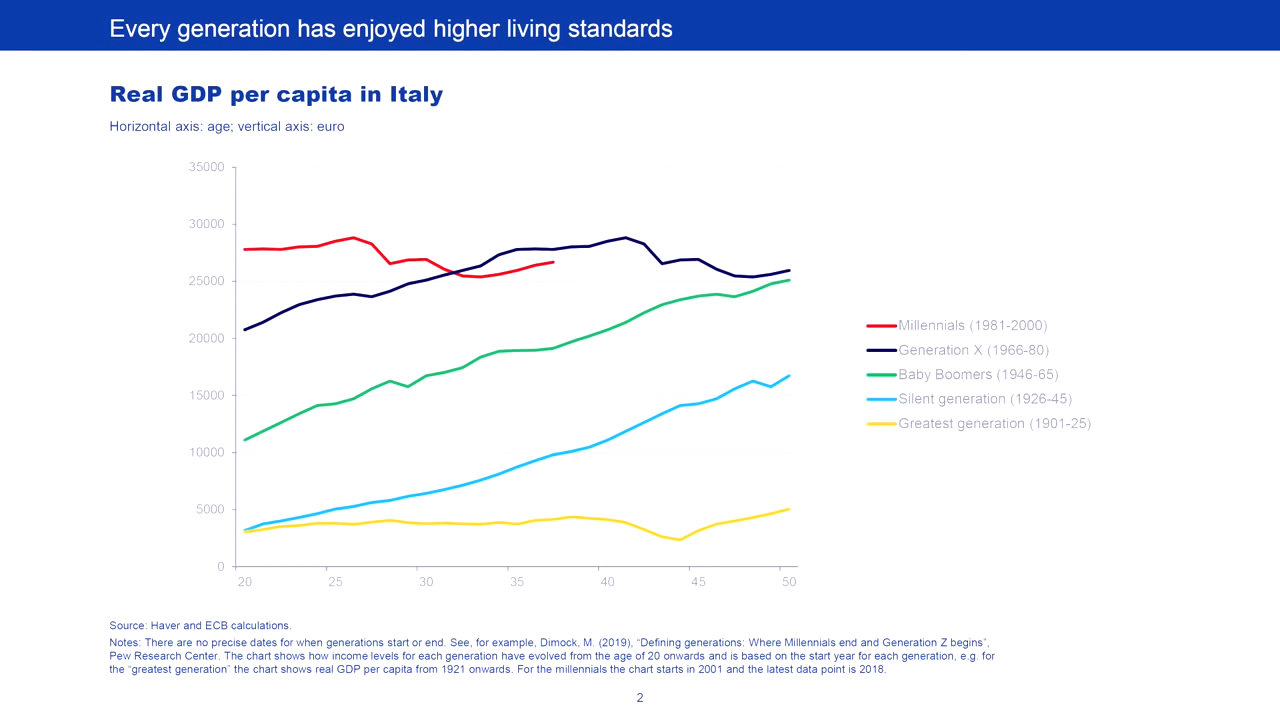 Every generation has enjoyed higher living standards
Real GDP per capita in Italy
Horizontal axis: age; vertical axis: euro
35000
30000
25000
20000
15000
10000
5000
0
20 25 30 35 40 45 50
Millennials (1981-2000)
Generation X (1966-80)
Baby Boomers (1946-65)
Silent generation (1926-45)
Greatest generation (1901-25)
Source: Haver and ECB calculations.
Notes: There are no precise dates for when generations start or end. See, for example, Dimock, M. (2019), “Defining generations: Where Millennials end and Generation Z begins”,
Pew Research Center. The chart shows how income levels for each generation have evolved from the age of 20 onwards and is based on the start year for each generation, e.g. for
the “greatest generation” the chart shows real GDP per capita from 1921 onwards. For the millennials the chart starts in 2001 and the latest data point is 2018.
2